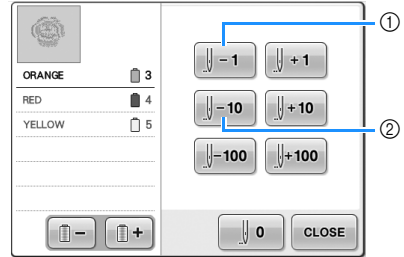 ①
−1
+1
ORANGE 3
RED 4
YELLOW 5
−10
+10
②
−100
+100
−
+
0
CLOSE